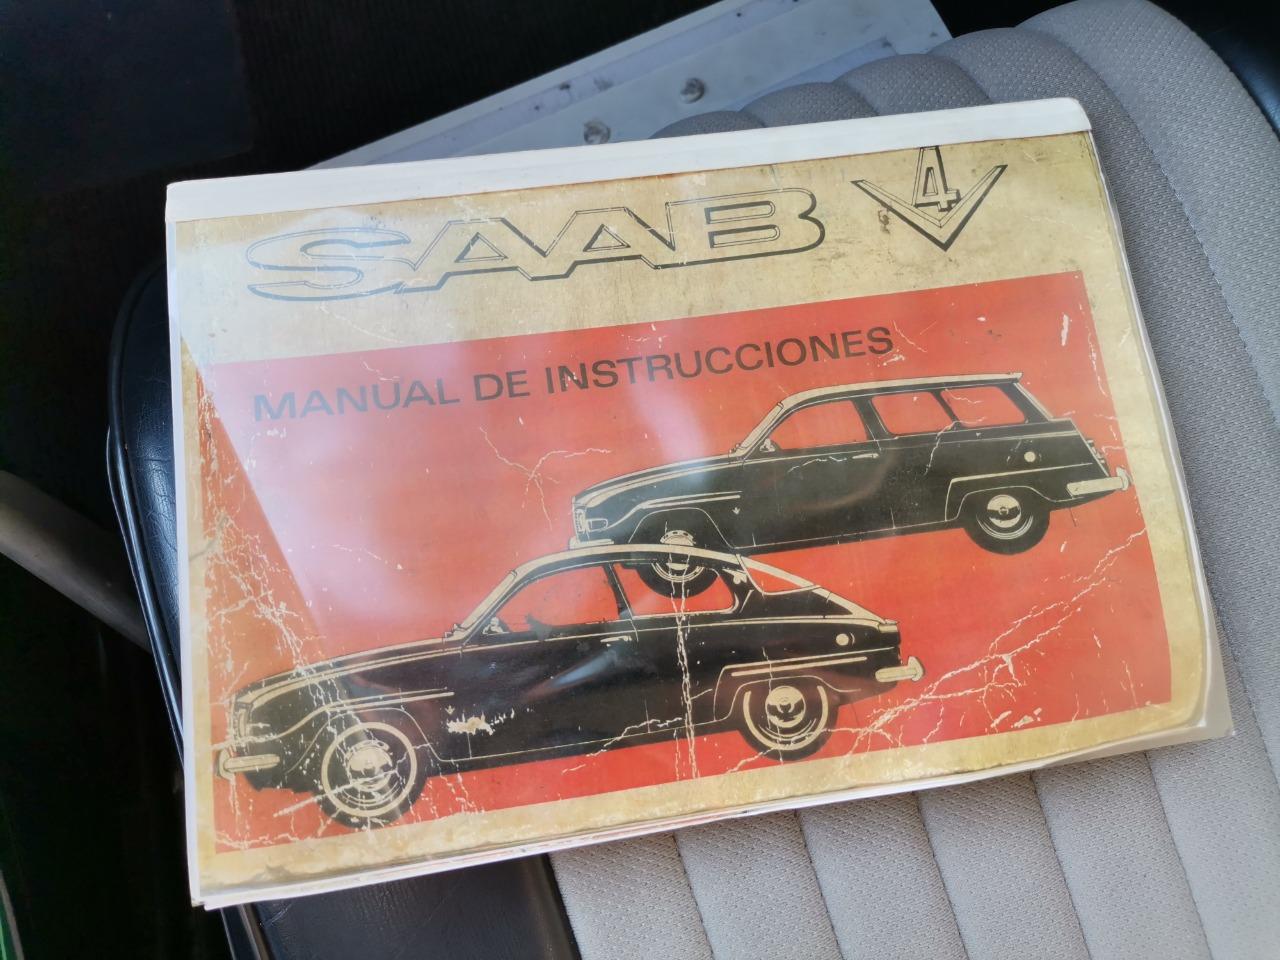 SAAB V4
MANUAL DE INSTRUCCIONES